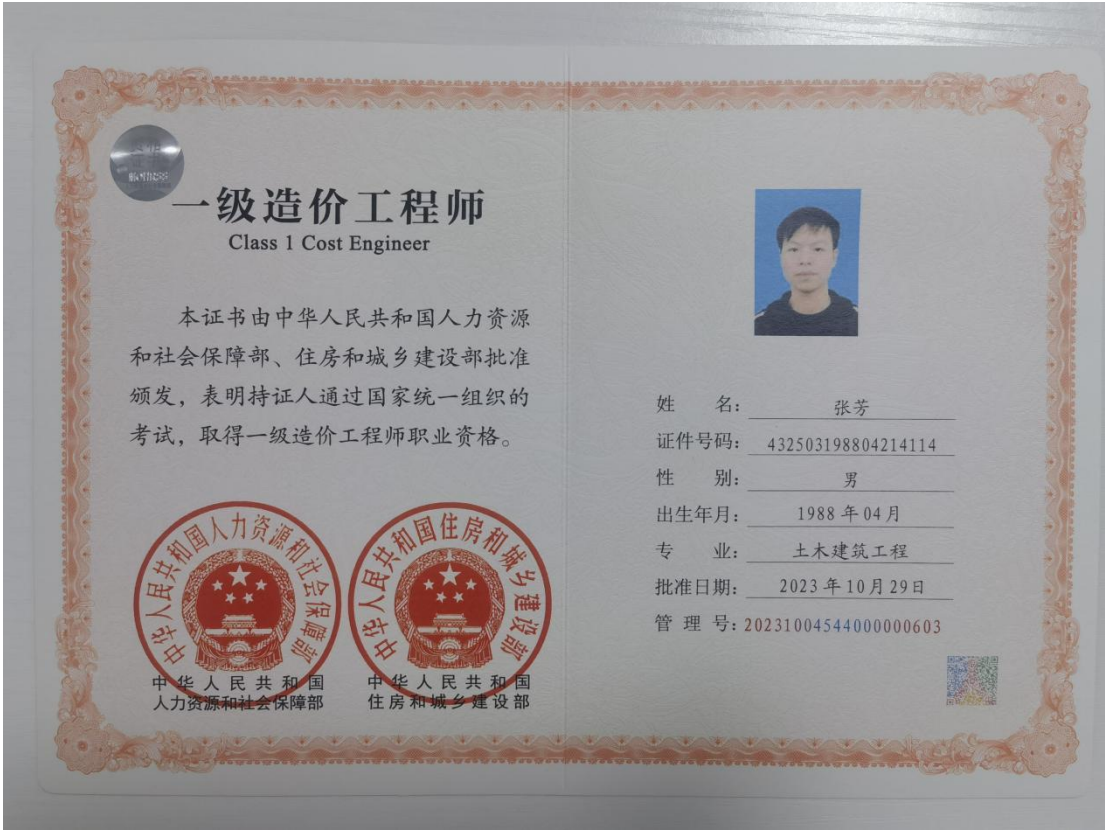 一级造价工程师
Class 1 Cost Engineer
本证书由中华人民共和国人力资源
和社会保障部、住房和城乡建设部批准
颁发，表明持证人通过国家统一组织的
考试，取得一级造价工程师职业资格。
中华人民共和国人力资源和社会保障部
中华人民共和国住房和城乡建设部
中华人民共和国
人力资源和社会保障部
中华人民共和国
住房和城乡建设部
姓 名： 张芳
证件号码： 432503198804214114
性 别： 男
出生年月： 1988年04月
专 业： 土木建筑工程
批准日期： 2023年10月29日
管 理 号：20231004544000000603